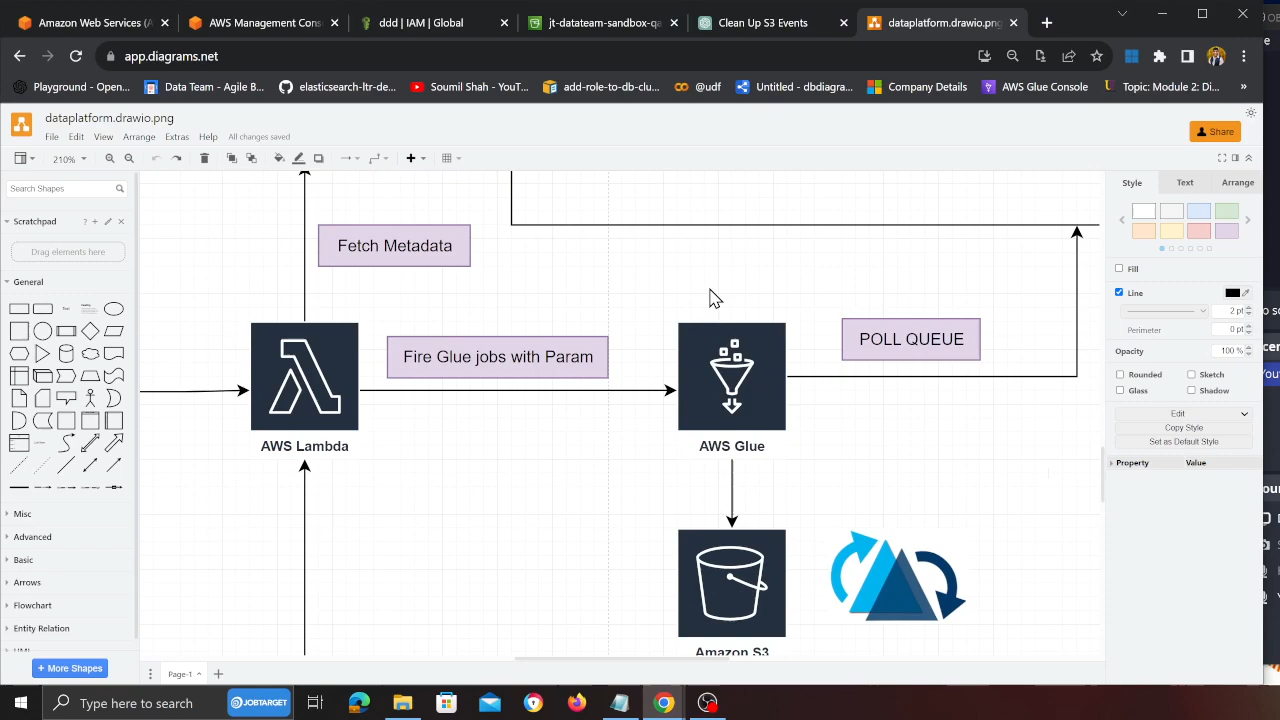 Amazon Web Services (A
AWS Management Cons
ddd | IAM | Global
jt-datateam-sandbox-qa
Clean Up S3 Events
dataplatform.drawio.png
app.diagrams.net
Playground - Open...
Data Team - Agile B...
elasticsearch-ltr-de...
Soumil Shah - YouT...
add-role-to-db-clu...
@udf
Untitled - dbdiagra...
Company Details
AWS Glue Console
Topic: Module 2: Di...
dataplatform.drawio.png
File Edit View Arrange Extras Help All changes saved
Share
210%
Search Shapes
Style Text Arrange
Scratchpad
Drag elements here
General
Text
Heading
Misc
Advanced
Basic
Arrows
Flowchart
Entity Relation
UML
+ More Shapes
Page-1
Fetch Metadata
Fire Glue jobs with Param
POLL QUEUE
AWS Lambda
AWS Glue
Amazon S3
Fill
Line
2 pt
Perimeter
0 pt
Opacity
100 %
Rounded
Sketch
Glass
Shadow
Edit
Copy Style
Set as Default Style
Property Value
Type here to search
JOBTARGET